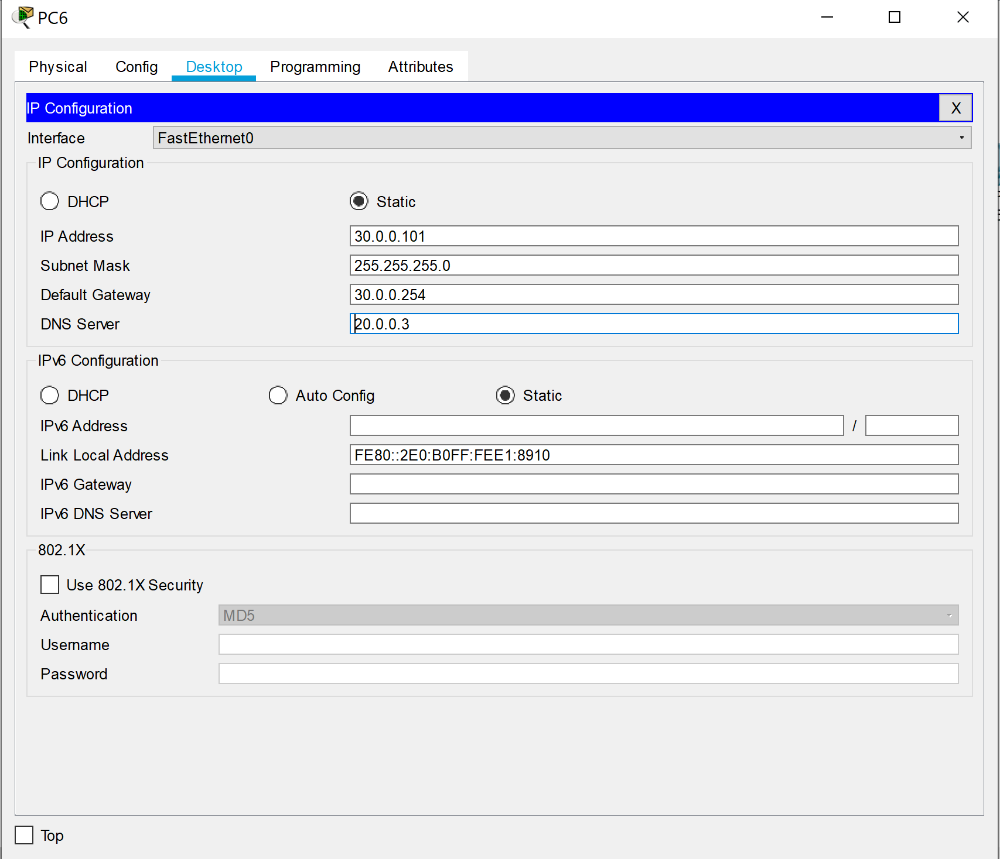 PC6
Physical Config Desktop Programming Attributes
IP Configuration X
Interface FastEthernet0
IP Configuration
DHCP Static
IP Address 30.0.0.101
Subnet Mask 255.255.255.0
Default Gateway 30.0.0.254
DNS Server 20.0.0.3
IPv6 Configuration
DHCP Auto Config Static
IPv6 Address /
Link Local Address FE80::2E0:B0FF:FEE1:8910
IPv6 Gateway
IPv6 DNS Server
802.1X
Use 802.1X Security
Authentication MD5
Username
Password
Top